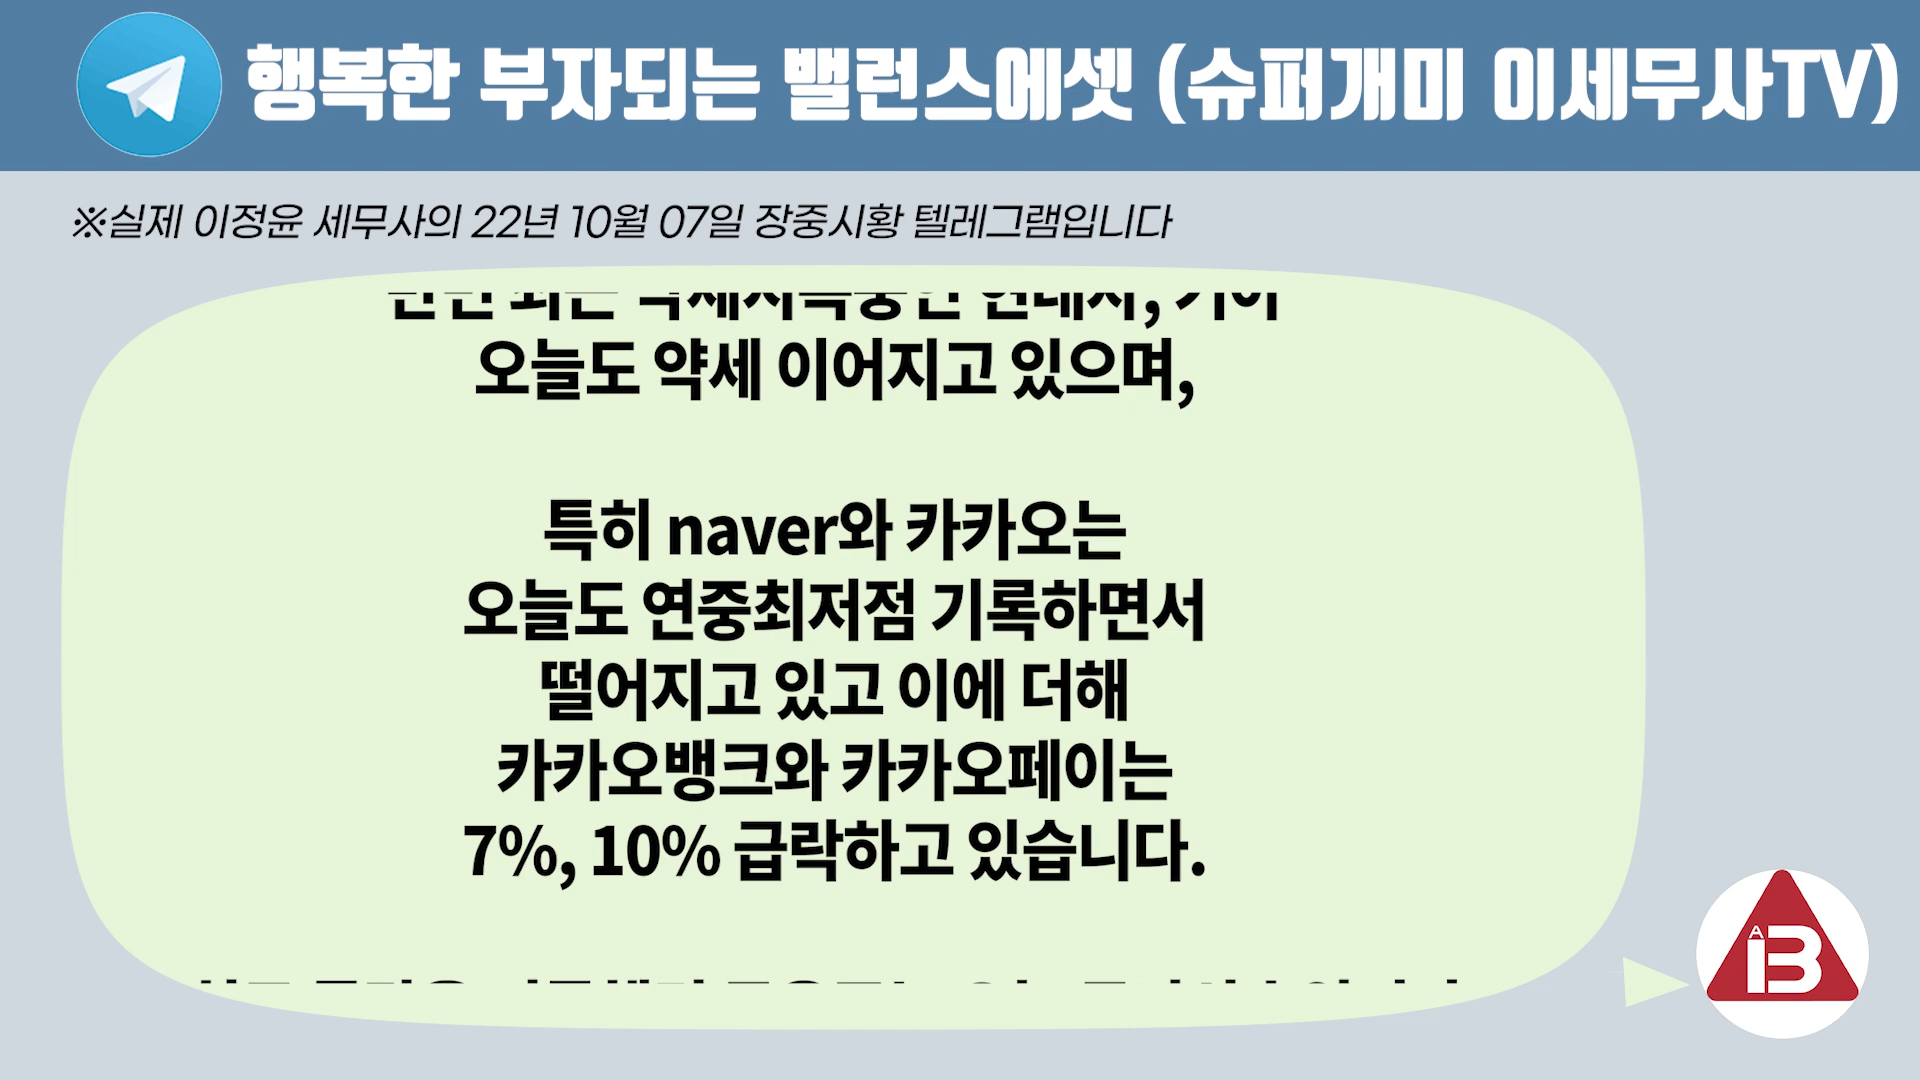 행복한 부자되는 밸런스에셋 (슈퍼개미 이세무사TV)
※실제 이정윤 세무사의 22년 10월 07일 장중시황 텔레그램입니다
오늘도 약세 이어지고 있으며,
특히 naver와 카카오는
오늘도 연중최저점 기록하면서
떨어지고 있고 이에 더해
카카오뱅크와 카카오페이는
7%, 10% 급락하고 있습니다.
A
B